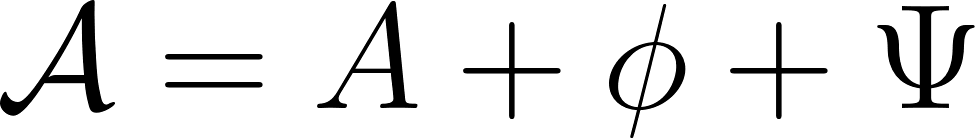 𝒜 = A + ϕ + Ψ